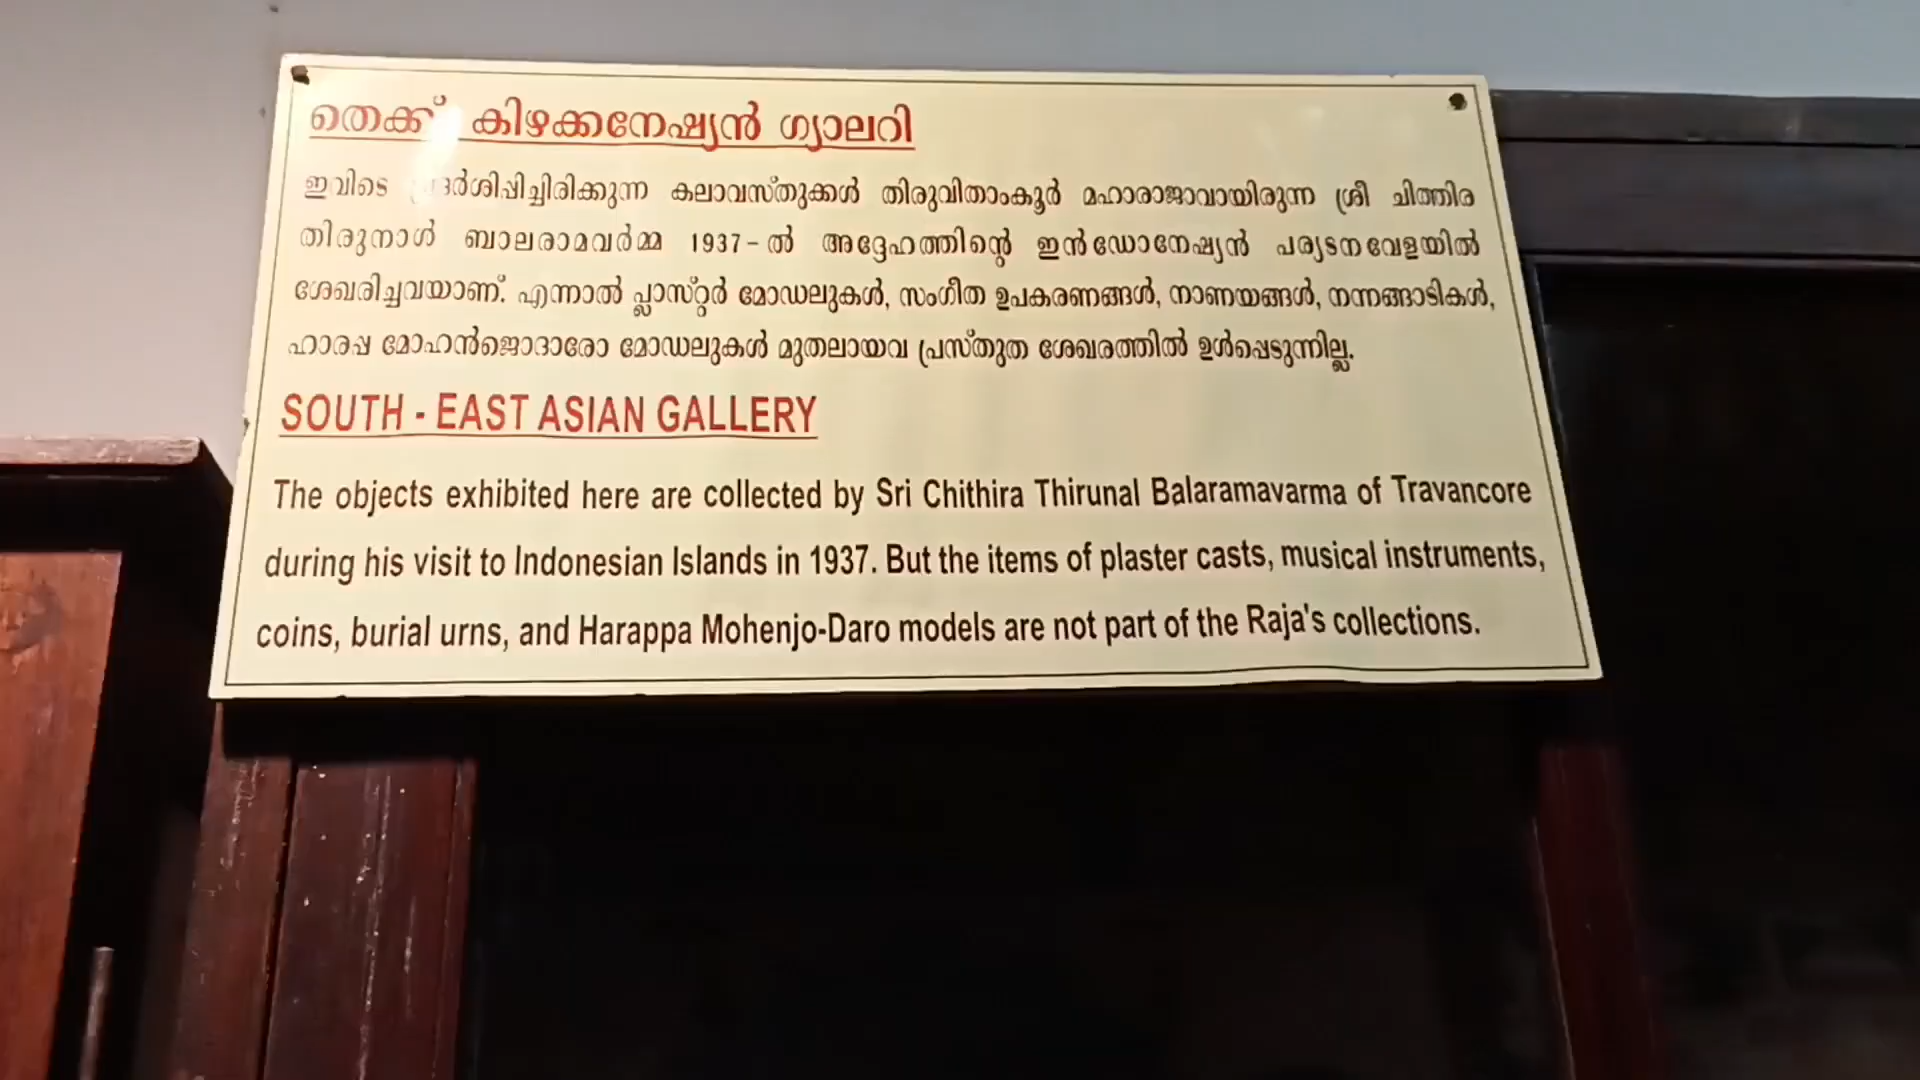 തെക്ക് കിഴക്കനേഷ്യൻ ഗ്യാലറി
ഇവിടെ പ്രദർശിപ്പിച്ചിരിക്കുന്ന കലാവസ്തുക്കൾ തിരുവിതാംകൂർ മഹാരാജാവായിരുന്ന ശ്രീ ചിത്തിര
തിരുനാൾ ബാലരാമവർമ്മ 1937-ൽ അദ്ദേഹത്തിന്റെ ഇൻഡോനേഷ്യൻ പര്യടനവേളയിൽ
ശേഖരിച്ചവയാണ്. എന്നാൽ പ്ലാസ്റ്റർ മോഡലുകൾ, സംഗീത ഉപകരണങ്ങൾ, നാണയങ്ങൾ, നന്നങ്ങാടികൾ,
ഹാരപ്പ മോഹൻജൊദാരോ മോഡലുകൾ മുതലായവ പ്രസ്തുത ശേഖരത്തിൽ ഉൾപ്പെടുന്നില്ല.
SOUTH - EAST ASIAN GALLERY
The objects exhibited here are collected by Sri Chithira Thirunal Balaramavarma of Travancore
during his visit to Indonesian Islands in 1937. But the items of plaster casts, musical instruments,
coins, burial urns, and Harappa Mohenjo-Daro models are not part of the Raja's collections.